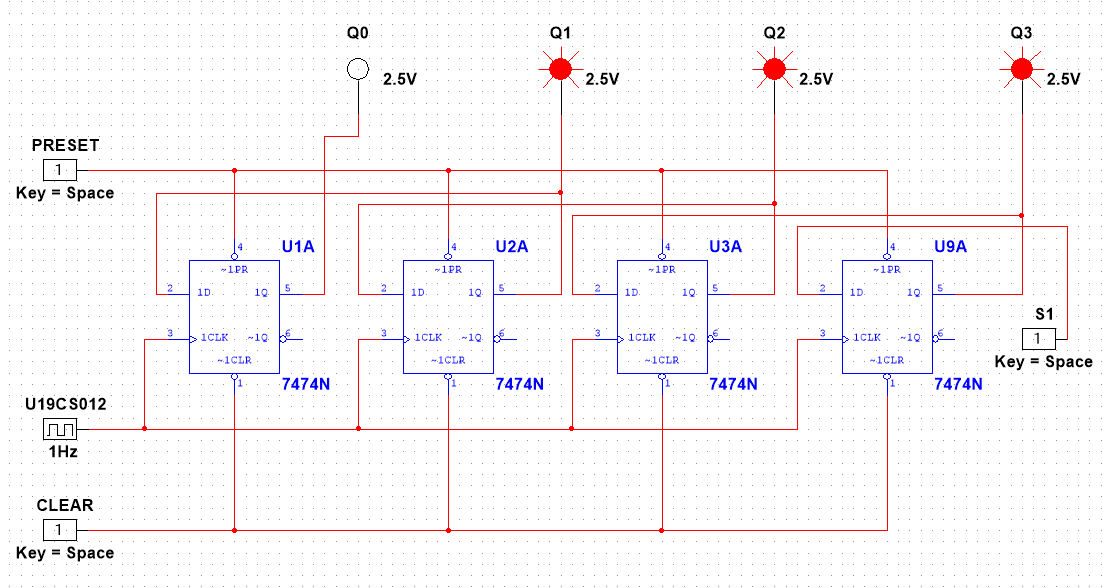 Q0
Q1
Q2
Q3
2.5V
2.5V
2.5V
2.5V
PRESET
1
Key = Space
4
U1A
4
U2A
4
U3A
4
U9A
~1PR
~1PR
~1PR
~1PR
2
1D
1Q
5
2
1D
1Q
5
2
1D
1Q
5
2
1D
1Q
5
S1
1
Key = Space
3
1CLK
~1Q
6
3
1CLK
~1Q
6
3
1CLK
~1Q
6
3
1CLK
~1Q
6
~1CLR
~1CLR
~1CLR
~1CLR
1
7474N
1
7474N
1
7474N
1
7474N
U19CS012
1Hz
CLEAR
1
Key = Space